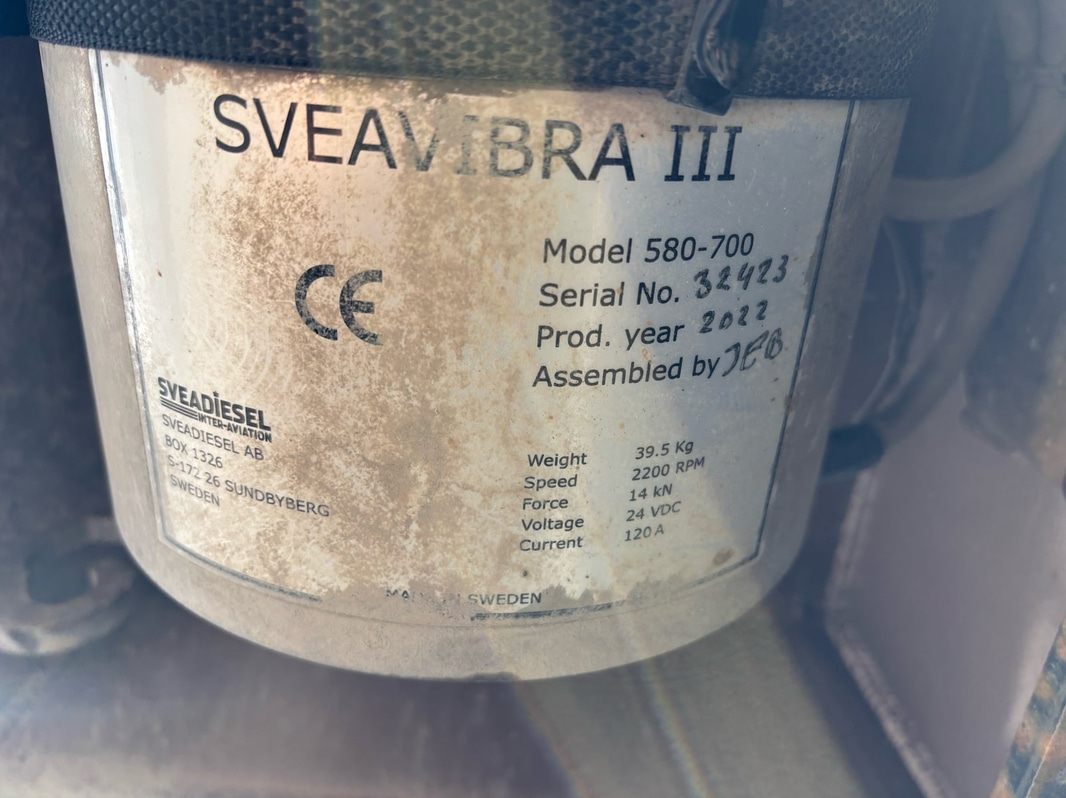 SVEAVIBRA III
CE
Model 580-700
Serial No. 32423
Prod. year 2022
Assembled by JEB
SVEADIESEL
INTER-AVIATION
SVEADIESEL AB
BOX 1326
S-172 26 SUNDBYBERG
SWEDEN
Weight 39.5 Kg
Speed 2200 RPM
Force 14 kN
Voltage 24 VDC
Current 120 A
MADE IN SWEDEN